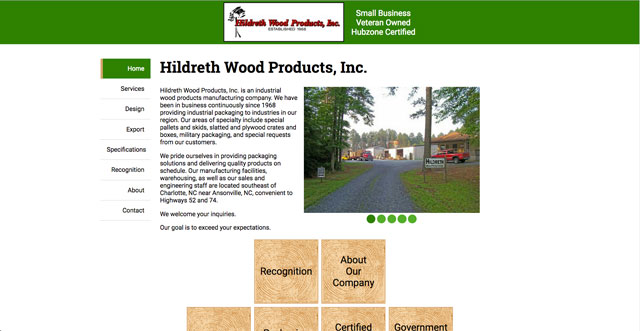 Hildreth Wood Products, Inc.
ESTABLISHED 1968
Small Business
Veteran Owned
Hubzone Certified
Home
Services
Design
Export
Specifications
Recognition
About
Contact
Hildreth Wood Products, Inc.
Hildreth Wood Products, Inc. is an industrial
wood products manufacturing company. We have
been in business continuously since 1968
providing industrial packaging to industries in our
region. Our areas of specialty include special
pallets and skids, slatted and plywood crates and
boxes, military packaging, and special requests
from our customers.
We pride ourselves in providing packaging
solutions and delivering quality products on
schedule. Our manufacturing facilities,
warehousing, as well as our sales and
engineering staff are located southeast of
Charlotte, NC near Ansonville, NC, convenient to
Highways 52 and 74.
We welcome your inquiries.
Our goal is to exceed your expectations.
HILDRETH
Recognition
About
Our
Company
Certified
Government